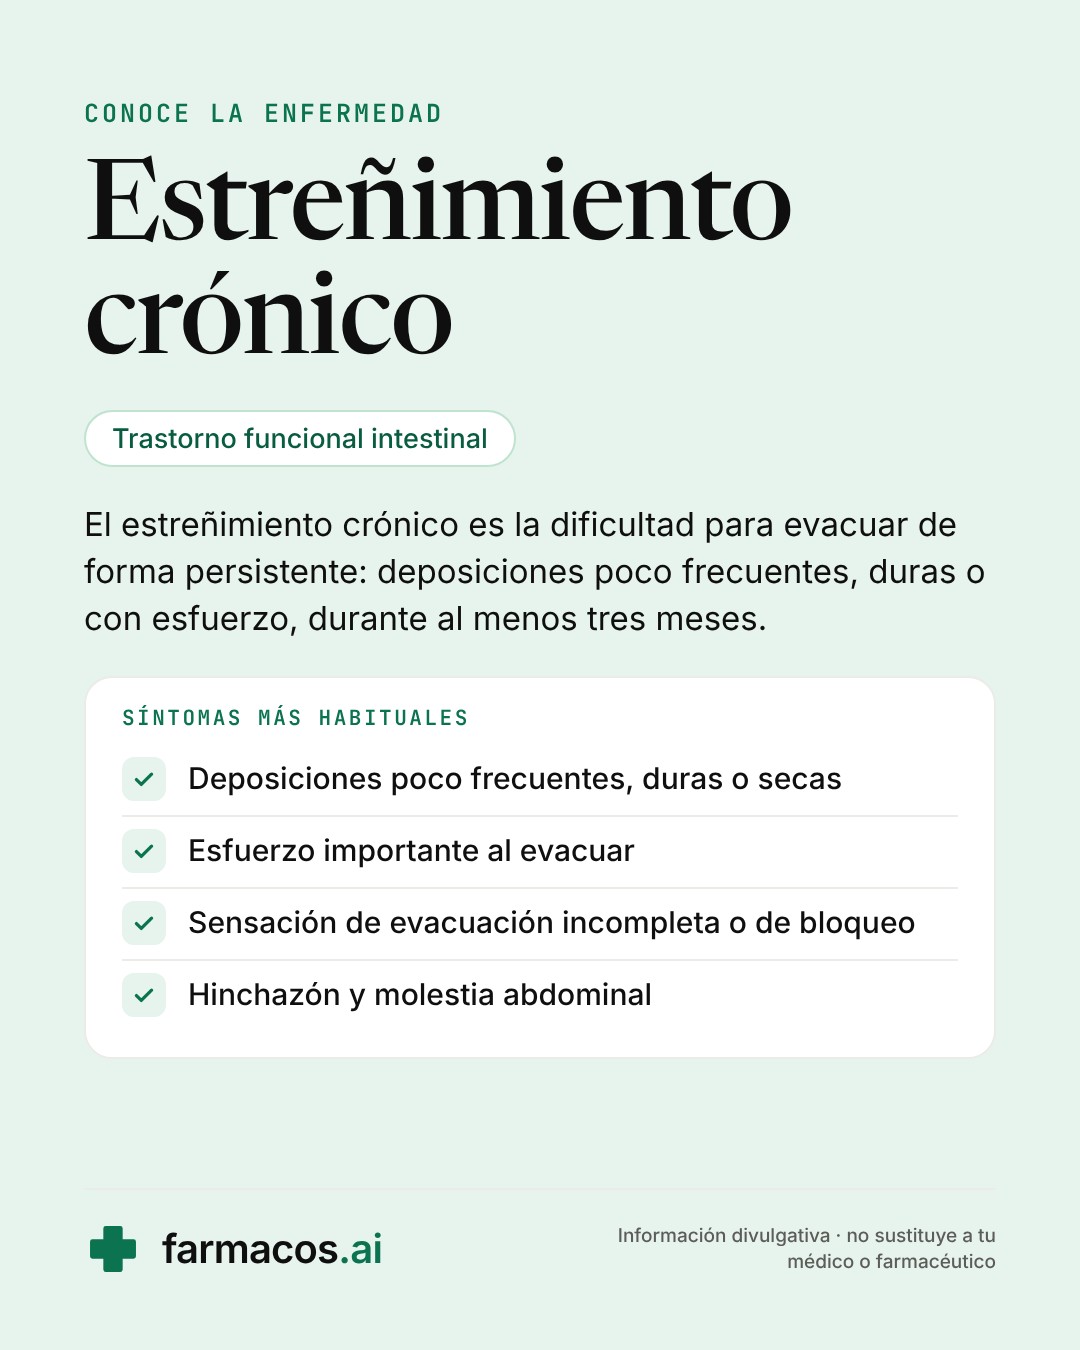 CONOCE LA ENFERMEDAD
Estreñimiento
crónico
Trastorno funcional intestinal
El estreñimiento crónico es la dificultad para evacuar de
forma persistente: deposiciones poco frecuentes, duras o
con esfuerzo, durante al menos tres meses.
SÍNTOMAS MÁS HABITUALES
Deposiciones poco frecuentes, duras o secas
Esfuerzo importante al evacuar
Sensación de evacuación incompleta o de bloqueo
Hinchazón y molestia abdominal
farmacos.ai
Información divulgativa · no sustituye a tu
médico o farmacéutico